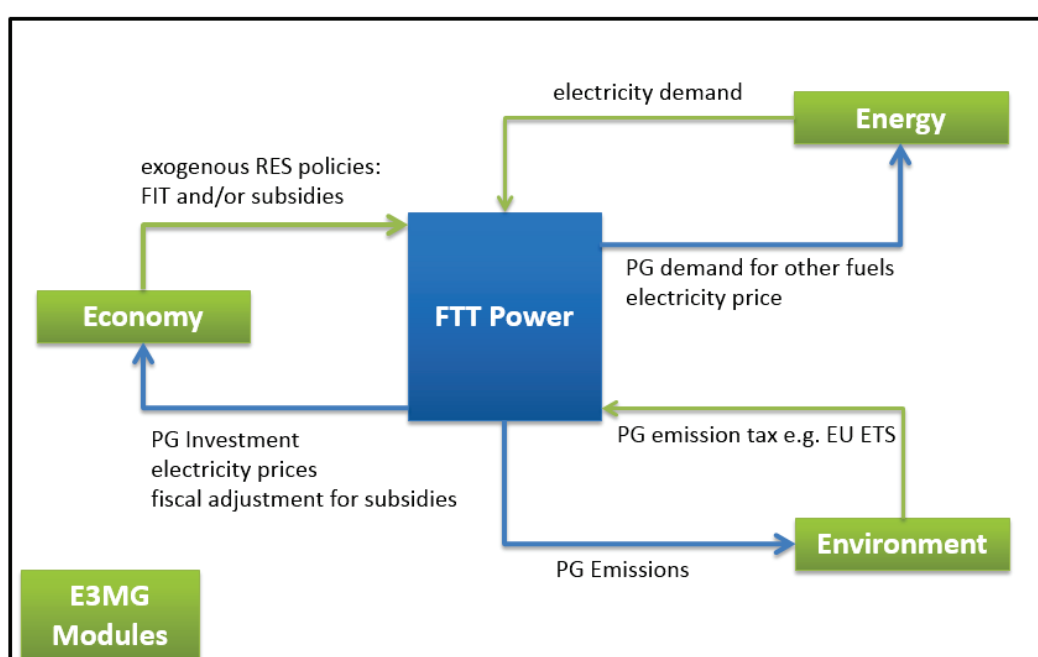 electricity demand
Energy
exogenous RES policies:
FIT and/or subsidies
PG demand for other fuels
electricity price
Economy
FTT Power
PG Investment
electricity prices
fiscal adjustment for subsidies
PG emission tax e.g. EU ETS
Environment
PG Emissions
E3MG
Modules